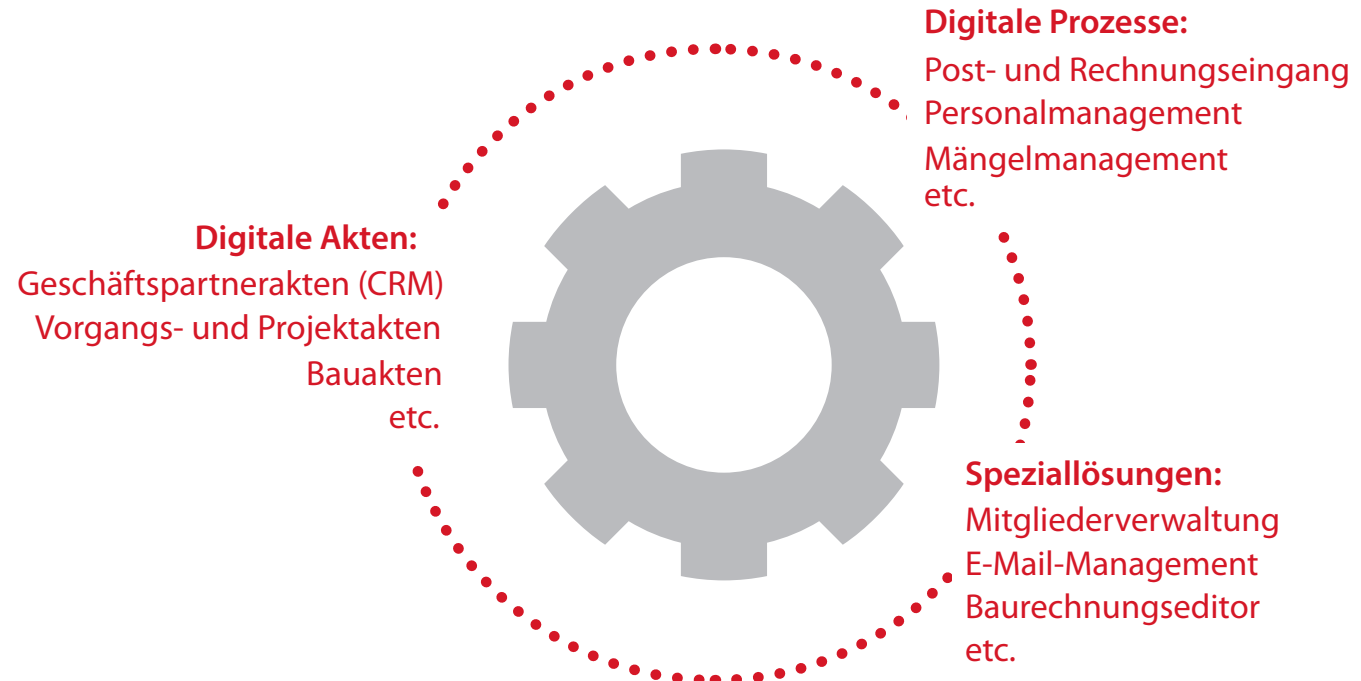 Digitale Prozesse:
Post- und Rechnungseingang
Personalmanagement
Mängelmanagement
etc.
Digitale Akten:
Geschäftspartnerakten (CRM)
Vorgangs- und Projektakten
Bauakten
etc.
Speziallösungen:
Mitgliederverwaltung
E-Mail-Management
Baurechnungseditor
etc.